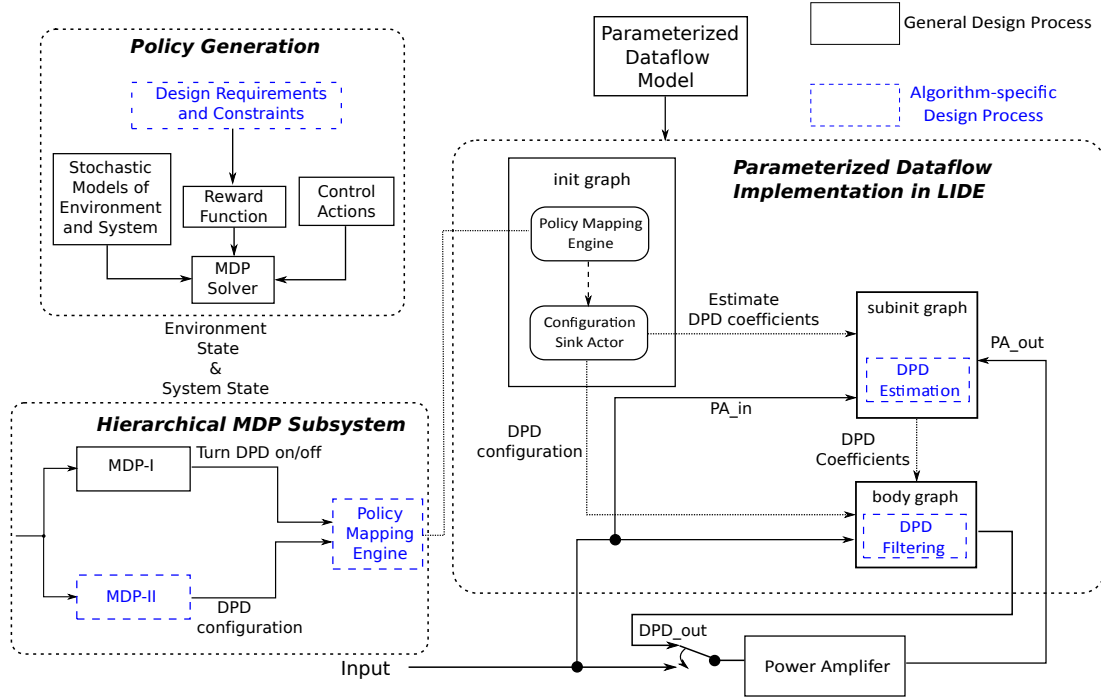 Policy Generation
Design Requirements
and Constraints
Stochastic
Models of
Environment
and System
Reward
Function
Control
Actions
MDP
Solver
Environment
State
&
System State
Hierarchical MDP Subsystem
MDP-I
Turn DPD on/off
Policy
Mapping
Engine
MDP-II
DPD
configuration
Parameterized
Dataflow
Model
General Design Process
Algorithm-specific
Design Process
Parameterized Dataflow
Implementation in LIDE
init graph
Policy Mapping
Engine
Configuration
Sink Actor
Estimate
DPD coefficients
subinit graph
DPD
Estimation
PA_out
PA_in
DPD
configuration
DPD
Coefficients
body graph
DPD
Filtering
DPD_out
Input
Power Amplifer